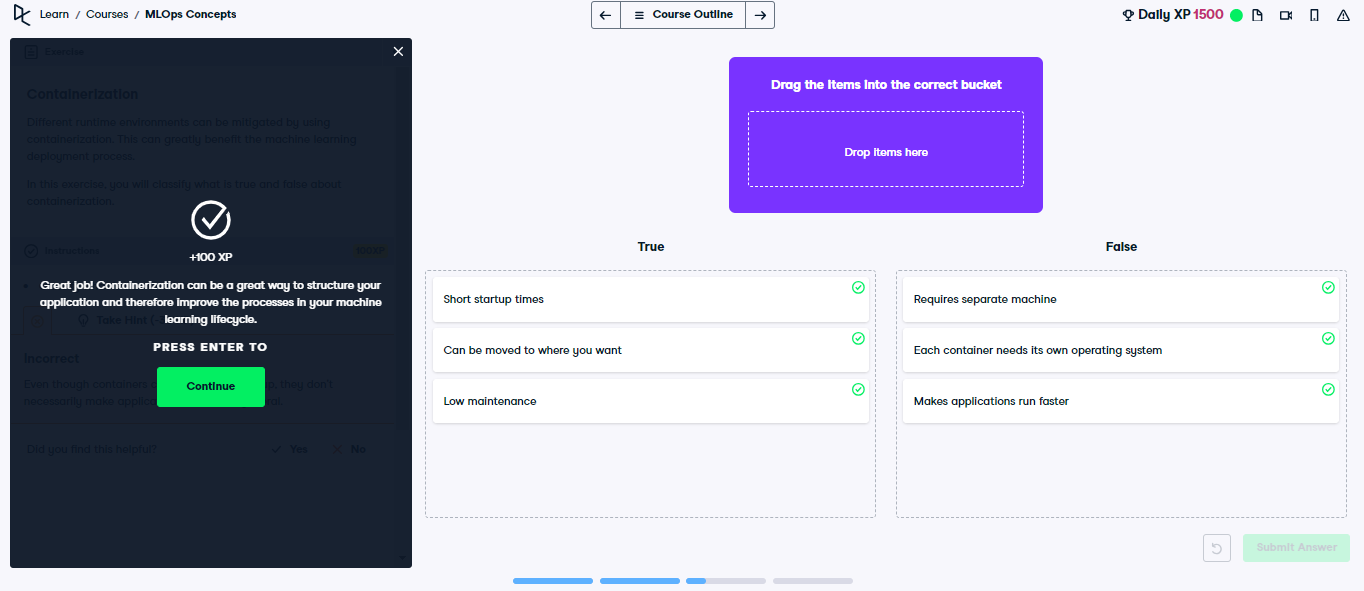 Learn / Courses / MLOps Concepts
Course Outline
Daily XP 1500
Exercise
Containerization
Different runtime environments can be mitigated by using
containerization. This can greatly benefit the machine learning
deployment process.
In this exercise, you will classify what is true and false about
containerization.
Instructions
100 XP
+100 XP
Great job! Containerization can be a great way to structure your
application and therefore improve the processes in your machine
learning lifecycle.
Take Hint (-
PRESS ENTER TO
Continue
Incorrect
Even though containers
they don't
necessarily make
Did you find this helpful?
Yes
No
Drag the items into the correct bucket
Drop items here
True
Short startup times
Can be moved to where you want
Low maintenance
False
Requires separate machine
Each container needs its own operating system
Makes applications run faster
Submit Answer